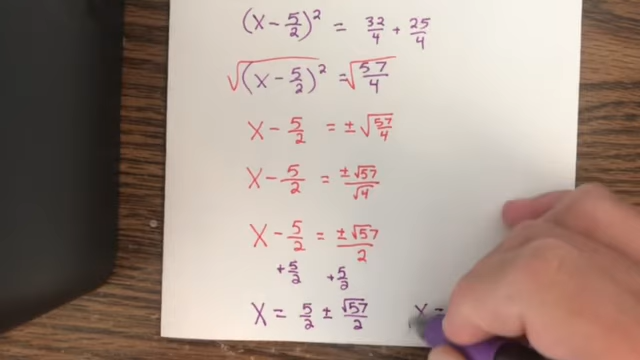 (x - 5/2)² = 32/4 + 25/4
√(x - 5/2)² = √57/4
x - 5/2 = ± √57/4
x - 5/2 = ± √57/√4
x - 5/2 = ± √57/2
+ 5/2 + 5/2
x = 5/2 ± √57/2 x =